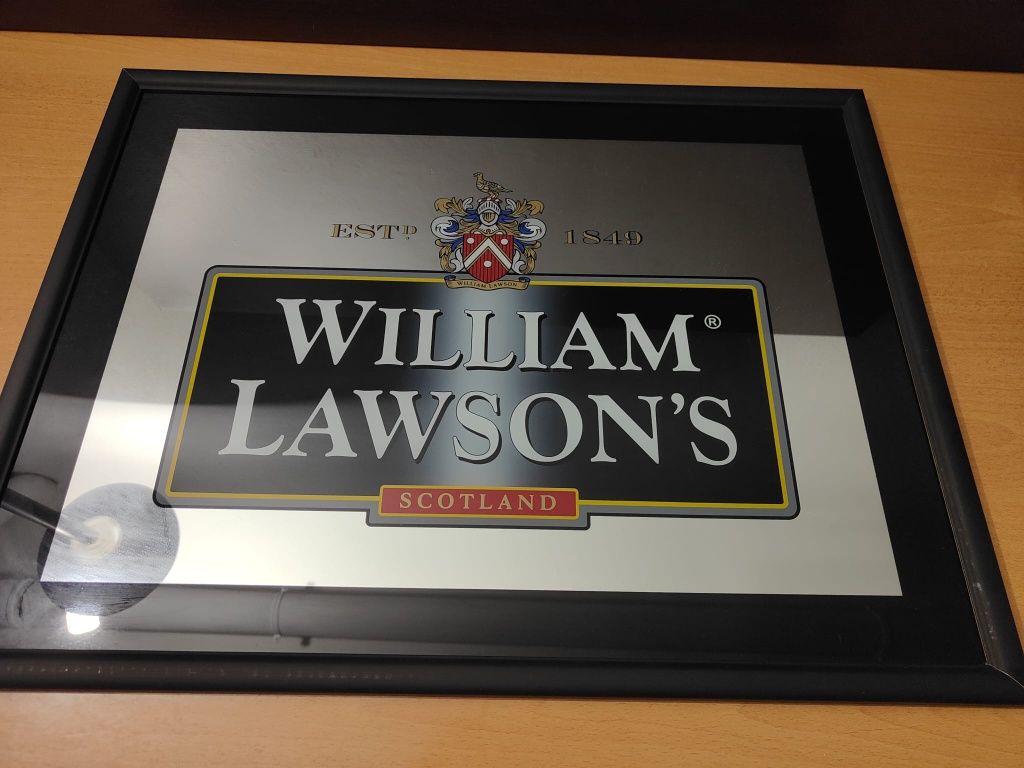 ESTD. 1849
WILLIAM LAWSON
WILLIAM®
LAWSON'S
SCOTLAND